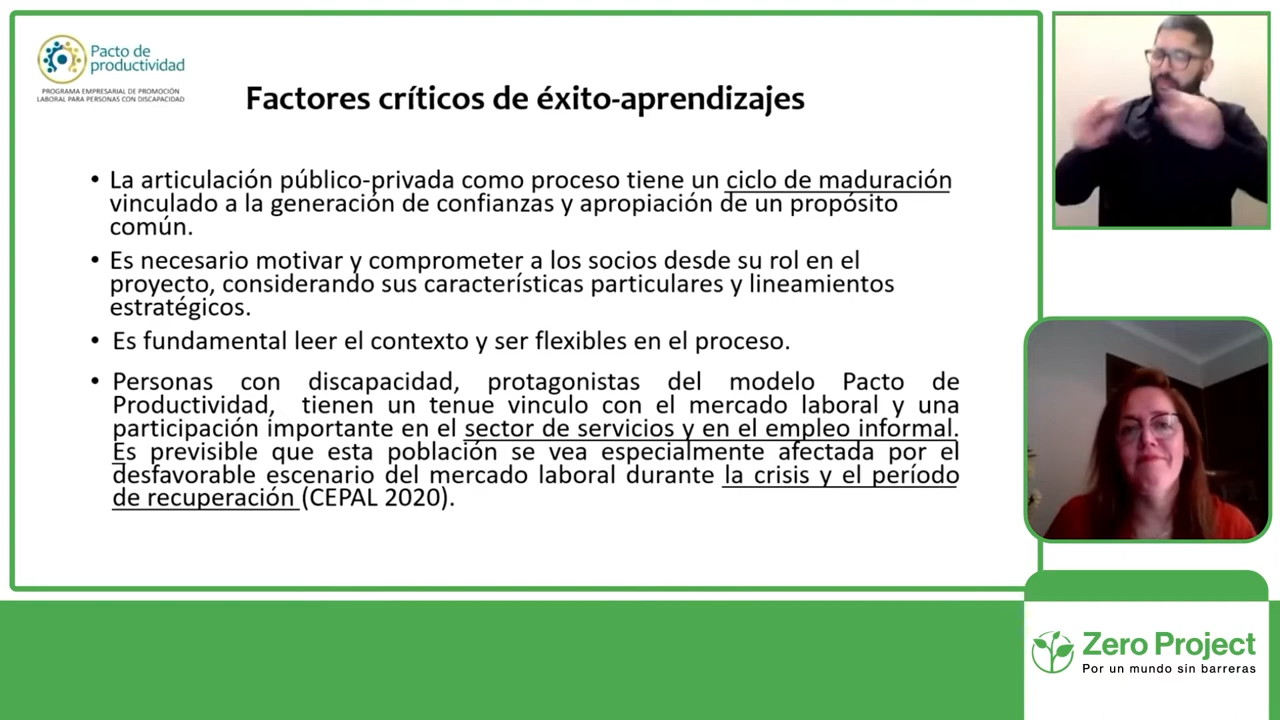 Pacto de
productividad
PROGRAMA EMPRESARIAL DE PROMOCIÓN
LABORAL PARA PERSONAS CON DISCAPACIDAD
Factores críticos de éxito-aprendizajes
• La articulación público-privada como proceso tiene un ciclo de maduración
vinculado a la generación de confianzas y apropiación de un propósito
común.
• Es necesario motivar y comprometer a los socios desde su rol en el
proyecto, considerando sus características particulares y lineamientos
estratégicos.
• Es fundamental leer el contexto y ser flexibles en el proceso.
• Personas con discapacidad, protagonistas del modelo Pacto de
Productividad, tienen un tenue vinculo con el mercado laboral y una
participación importante en el sector de servicios y en el empleo informal.
Es previsible que esta población se vea especialmente afectada por el
desfavorable escenario del mercado laboral durante la crisis y el período
de recuperación (CEPAL 2020).
Zero Project
Por un mundo sin barreras